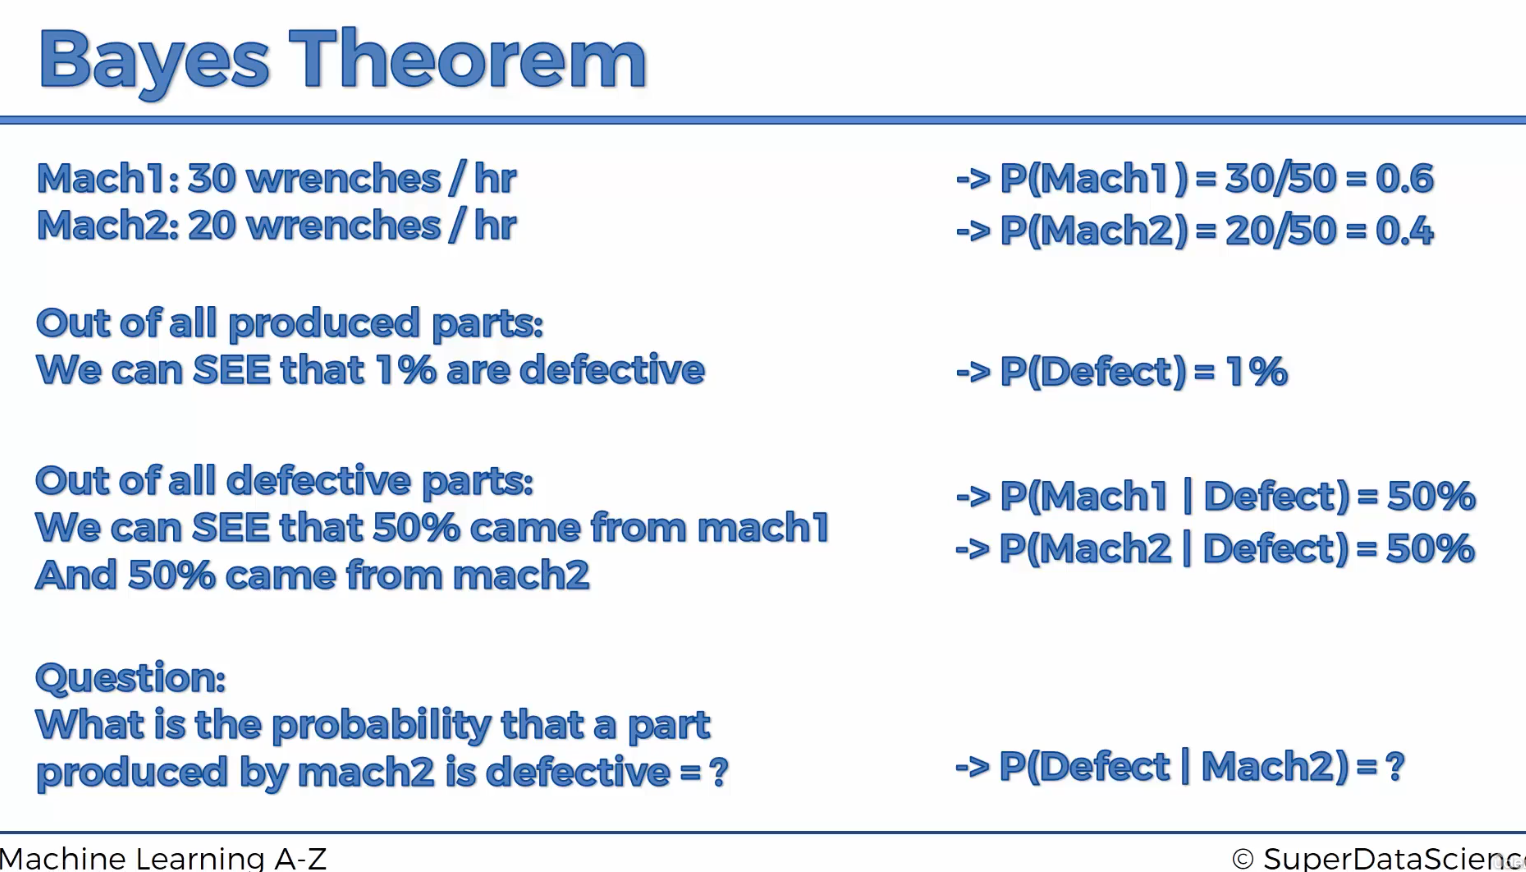 Bayes Theorem
Mach1: 30 wrenches / hr
Mach2: 20 wrenches / hr
-> P(Mach1) = 30/50 = 0.6
-> P(Mach2) = 20/50 = 0.4
Out of all produced parts:
We can SEE that 1% are defective
-> P(Defect) = 1%
Out of all defective parts:
We can SEE that 50% came from mach1
And 50% came from mach2
-> P(Mach1 | Defect) = 50%
-> P(Mach2 | Defect) = 50%
Question:
What is the probability that a part
produced by mach2 is defective = ?
-> P(Defect | Mach2) = ?
Machine Learning A-Z
© SuperDataScienc